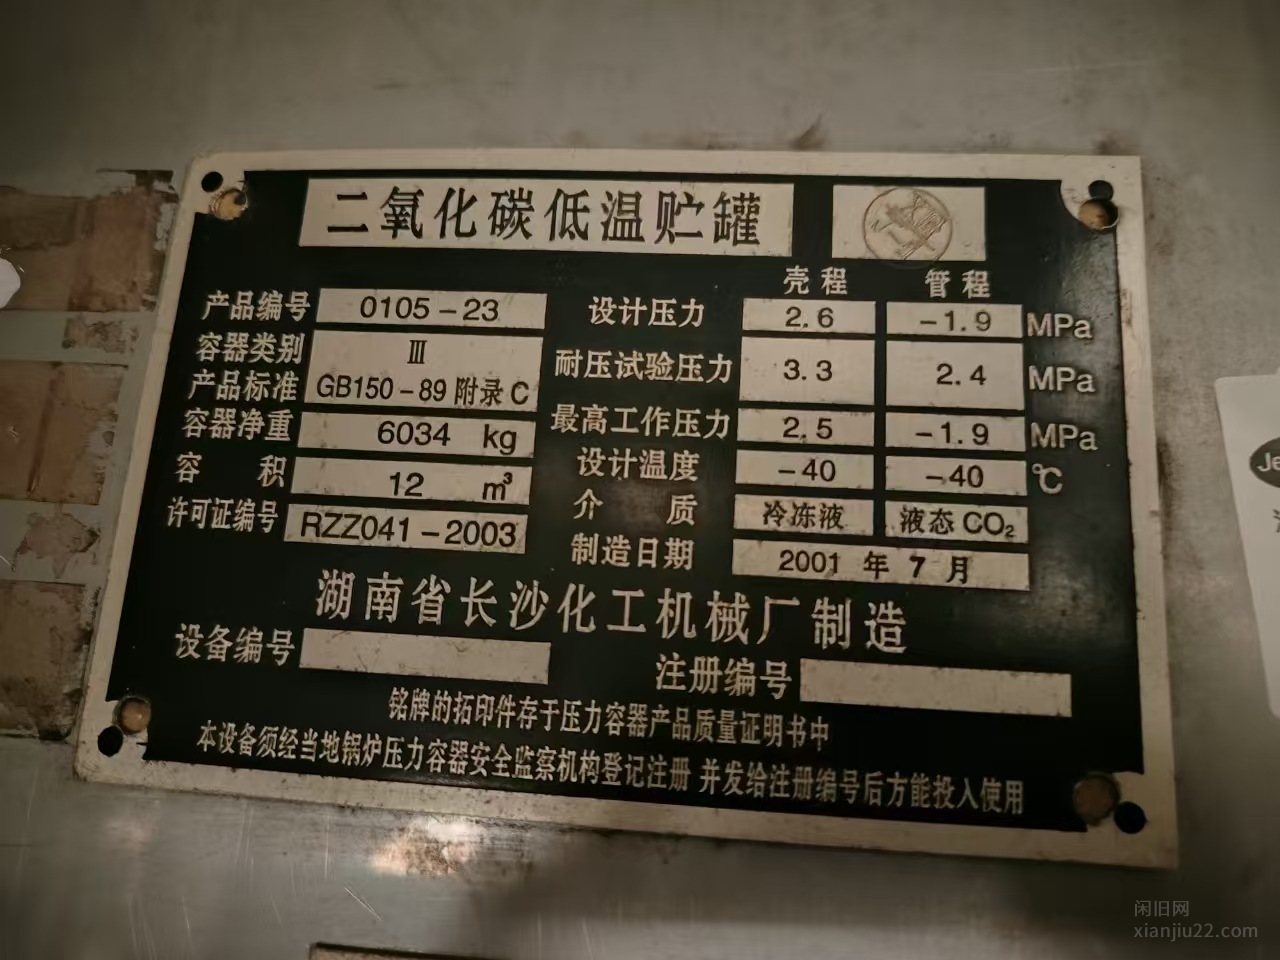 二氧化碳低温贮罐
壳程 管程
产品编号 0105-23 设计压力 2.6 -1.9 MPa
容器类别 Ⅲ 耐压试验压力 3.3 2.4 MPa
产品标准 GB150-89 附录C
容器净重 6034 kg 最高工作压力 2.5 -1.9 MPa
容积 12 m³ 设计温度 -40 -40 ℃
许可证编号 RZZ041-2003 介质 冷冻液 液态CO₂
制造日期 2001 年 7 月
湖南省长沙化工机械厂制造
设备编号 注册编号
铭牌的拓印件存于压力容器产品质量证明书中
本设备须经当地锅炉压力容器安全监察机构登记注册 并发给注册编号后方能投入使用
Je
闲旧网
xianjiu22.com